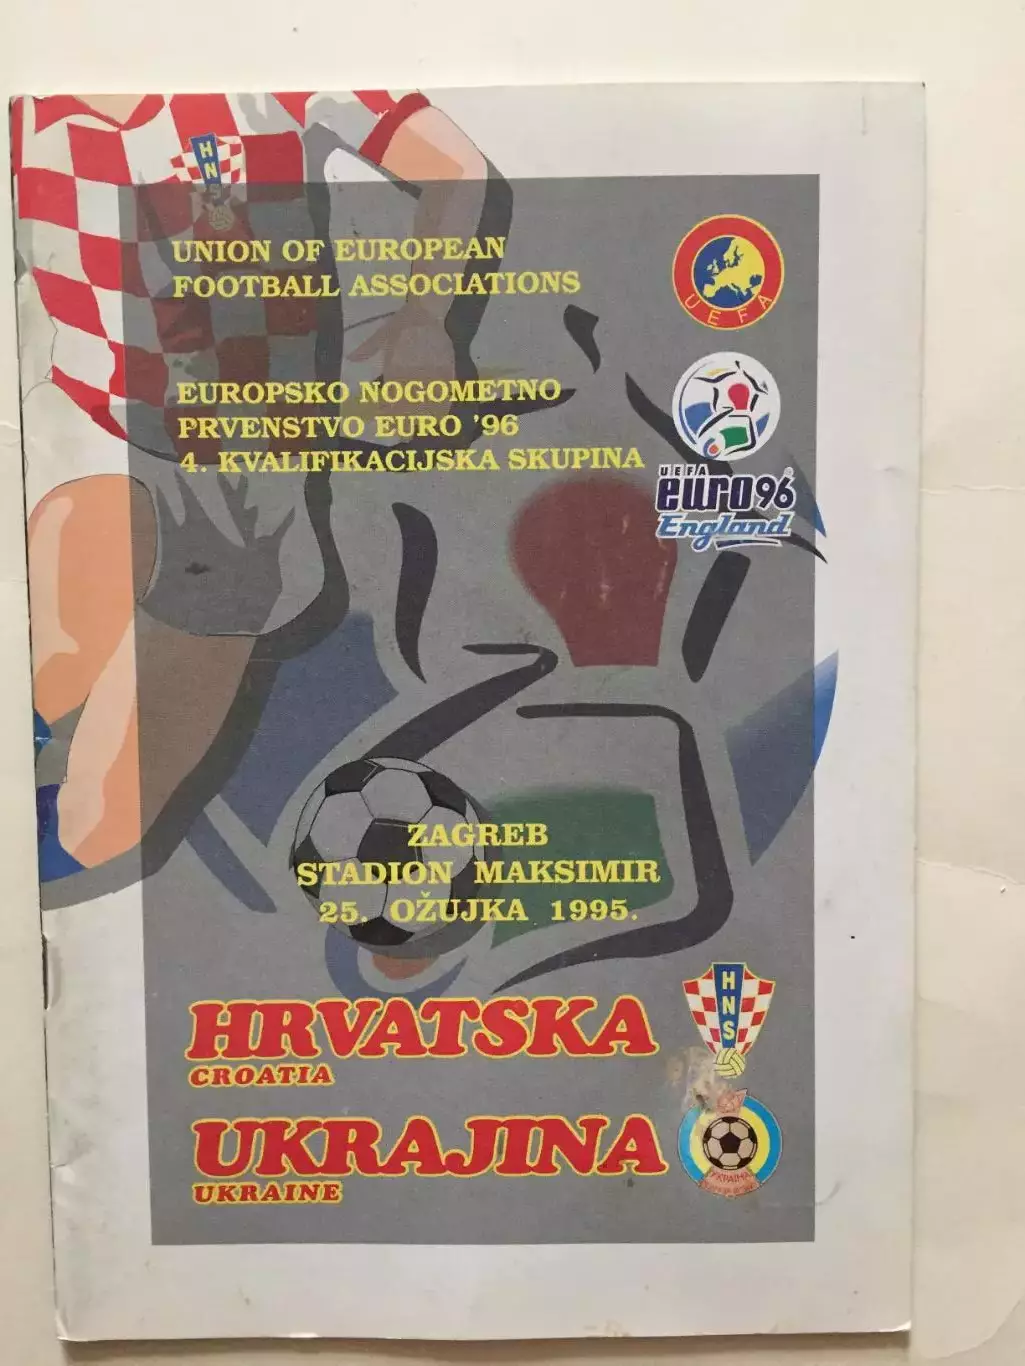 HNS
UNION OF EUROPEAN
FOOTBALL ASSOCIATIONS
UEFA
EUROPSKO NOGOMETNO
PRVENSTVO EURO '96
4. KVALIFIKACIJSKA SKUPINA
UEFA
euro96
England
ZAGREB
STADION MAKSIMIR
25. OŽUJKA 1995.
HRVATSKA
CROATIA
HNS
UKRAJINA
UKRAINE
УКРАЇНА